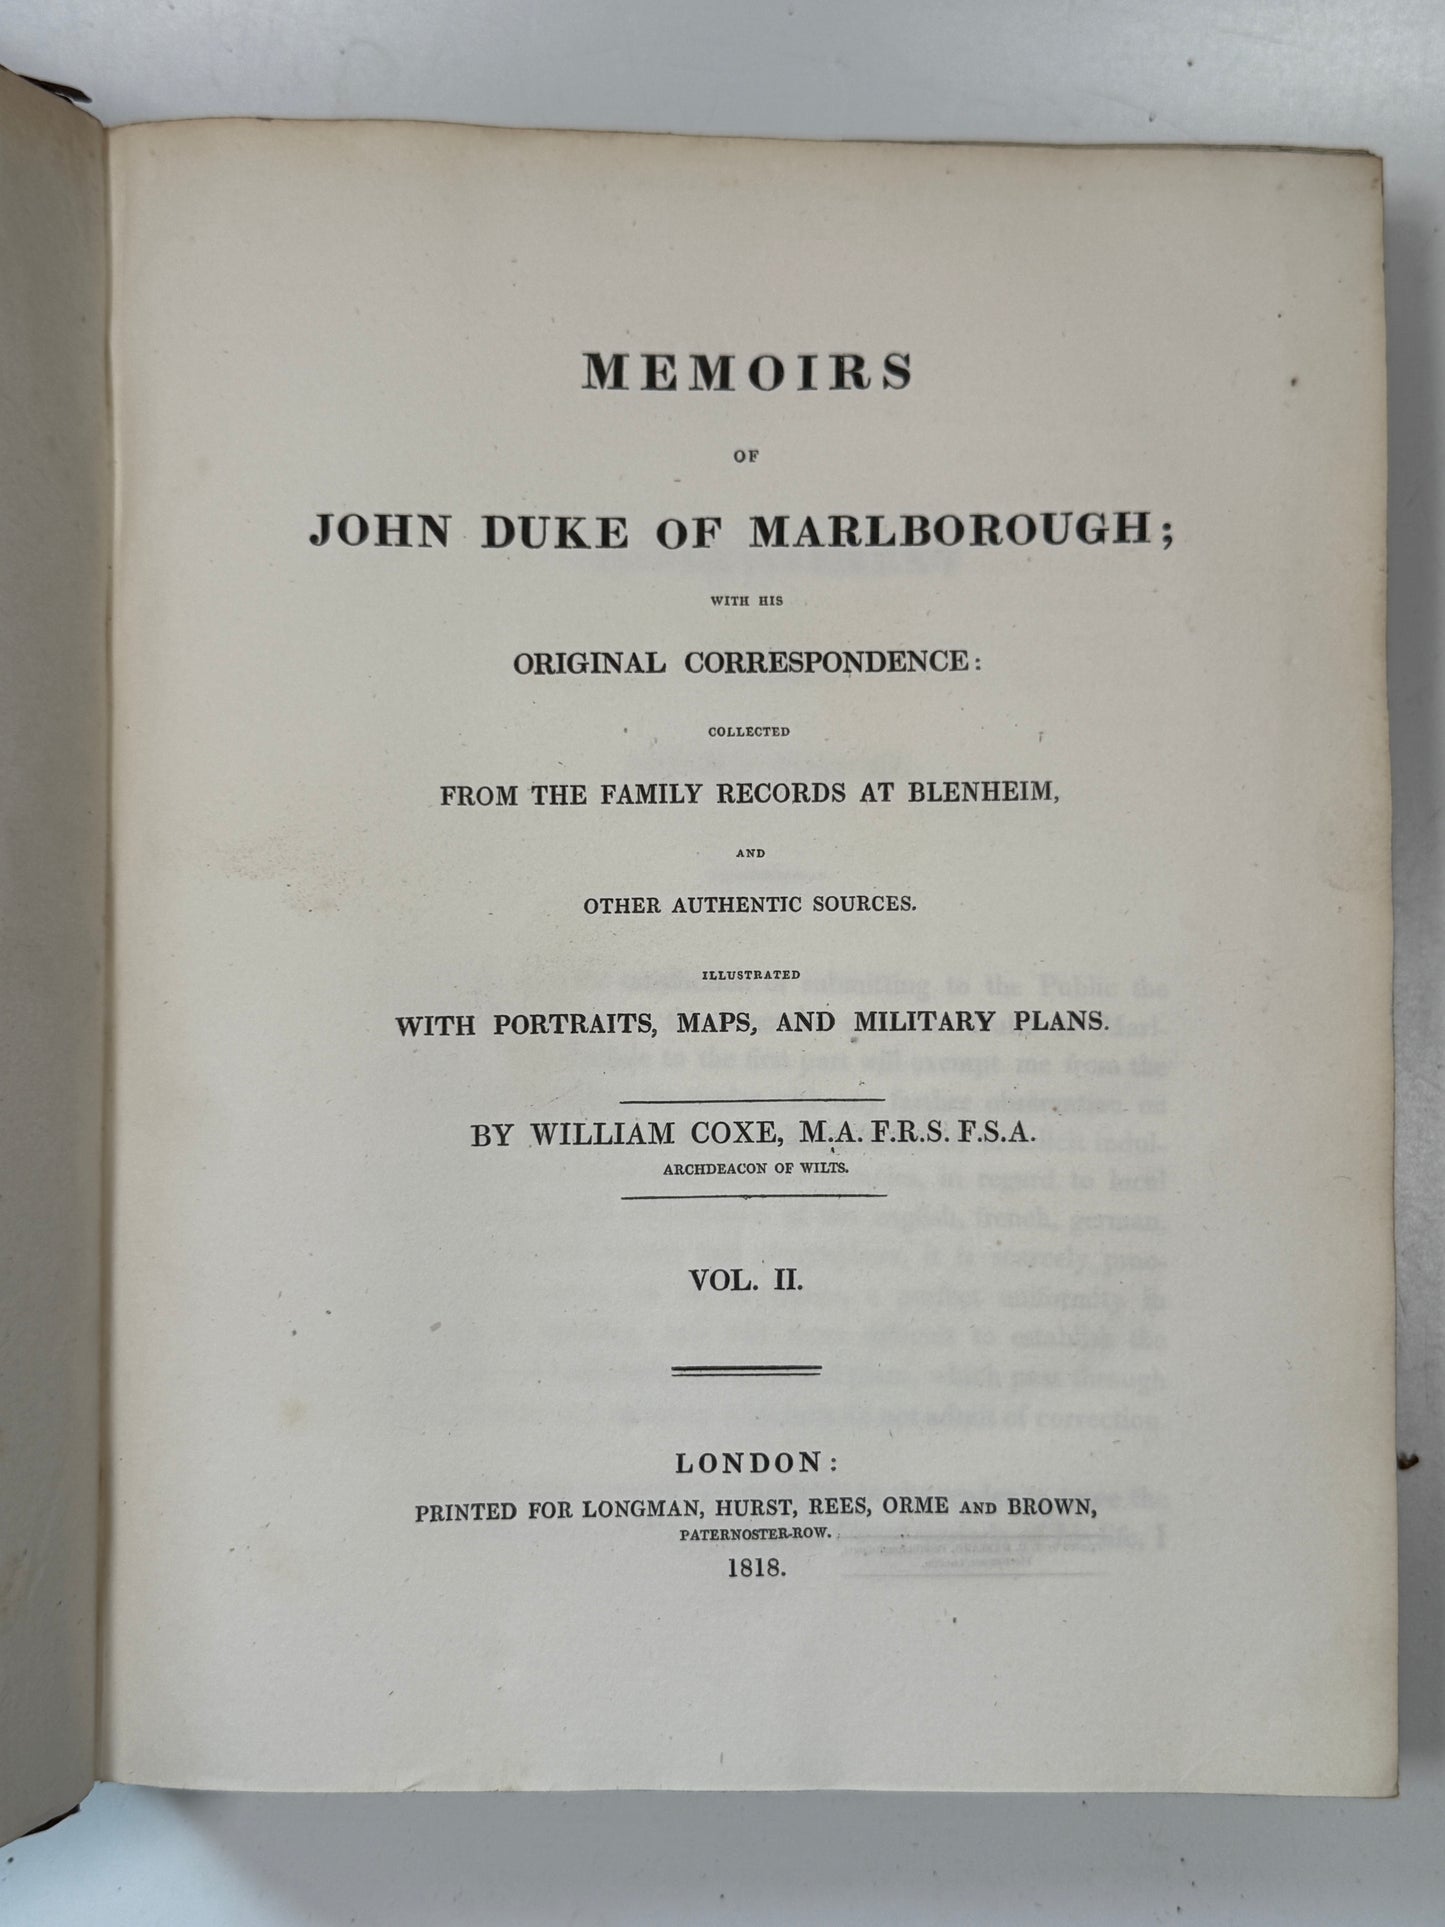 MEMOIRS
OF
JOHN DUKE OF MARLBOROUGH;
WITH HIS
ORIGINAL CORRESPONDENCE:
COLLECTED
FROM THE FAMILY RECORDS AT BLENHEIM,
AND
OTHER AUTHENTIC SOURCES.
ILLUSTRATED
WITH PORTRAITS, MAPS, AND MILITARY PLANS.
BY WILLIAM COXE, M.A. F.R.S. F.S.A.
ARCHDEACON OF WILTS.
VOL. II.
LONDON:
PRINTED FOR LONGMAN, HURST, REES, ORME AND BROWN,
PATERNOSTER-ROW.
1818.